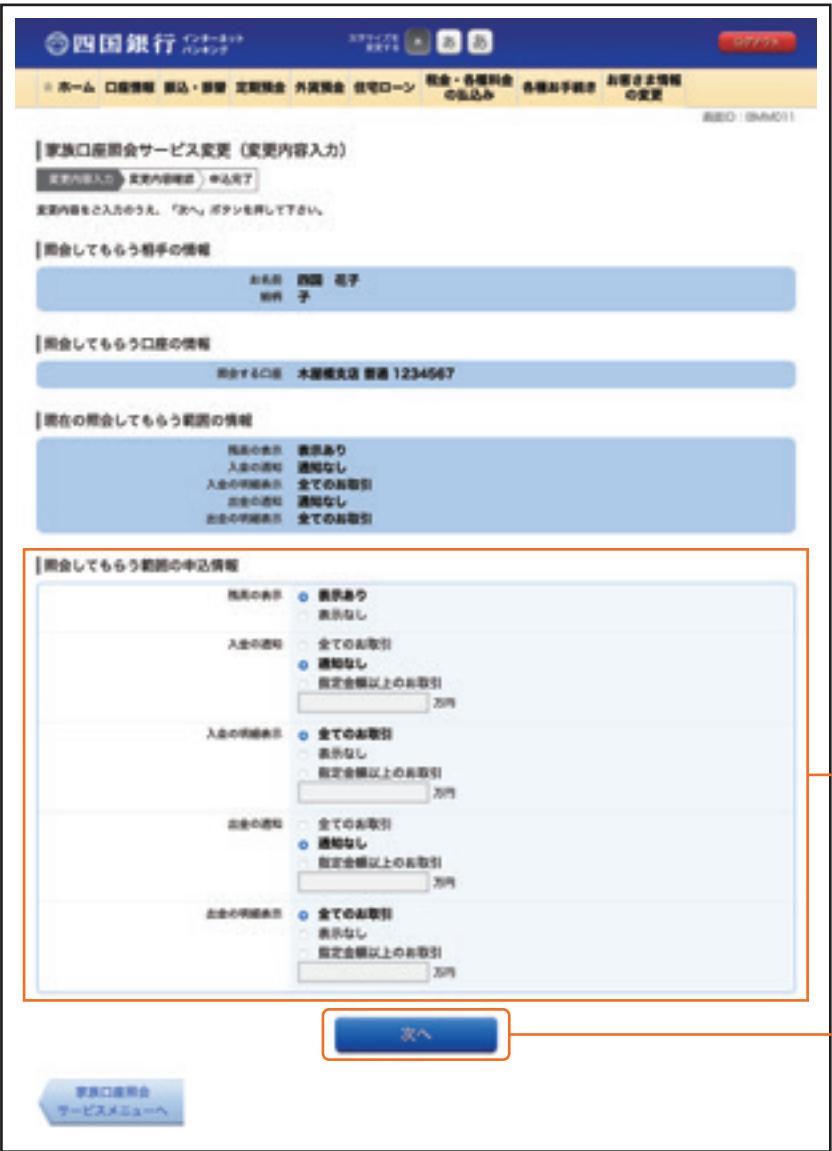 四国銀行 インターネットバンキング
文字サイズを変更する
あ あ
ログアウト
ホーム 口座情報 振込・振替 定期預金 外貨預金 住宅ローン 税金・各種料金の払込み 各種お手続き お客さま情報の変更
画面ID：BMM011
家族口座照会サービス変更（変更内容入力）
変更内容入力 変更内容確認 申込完了
変更内容をご入力のうえ、「次へ」ボタンを押して下さい。
照会してもらう相手の情報
お名前 四国 花子
続柄 子
照会してもらう口座の情報
照会する口座 木屋橋支店 普通 1234567
現在の照会してもらう範囲の情報
残高の表示 表示あり
入金の通知 通知なし
入金の明細表示 全てのお取引
出金の通知 通知なし
出金の明細表示 全てのお取引
照会してもらう範囲の申込情報
残高の表示 表示あり
表示なし
入金の通知 全てのお取引
通知なし
指定金額以上のお取引
万円
入金の明細表示 全てのお取引
表示なし
指定金額以上のお取引
万円
出金の通知 全てのお取引
通知なし
指定金額以上のお取引
万円
出金の明細表示 全てのお取引
表示なし
指定金額以上のお取引
万円
次へ
家族口座照会
サービスメニューへ